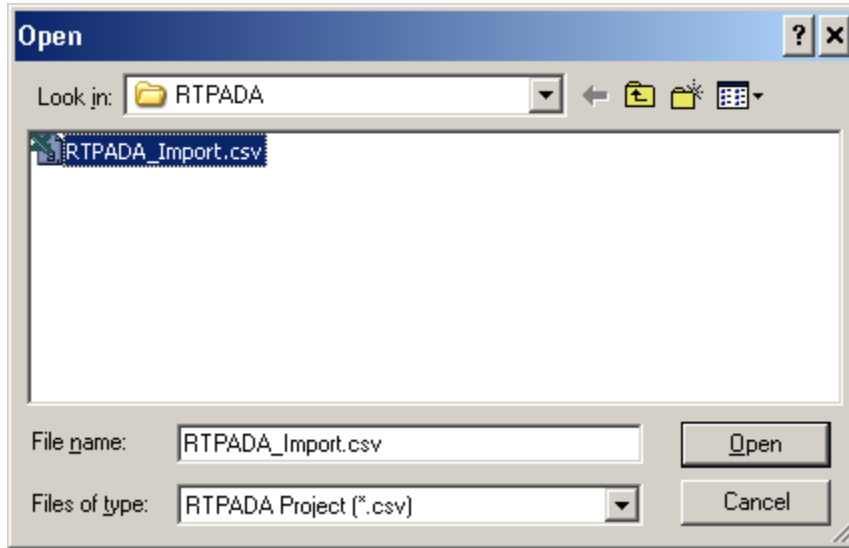 Open
Look in: RTPADA
RTPADA_Import.csv
File name: RTPADA_Import.csv Open
Files of type: RTPADA Project (*.csv) Cancel